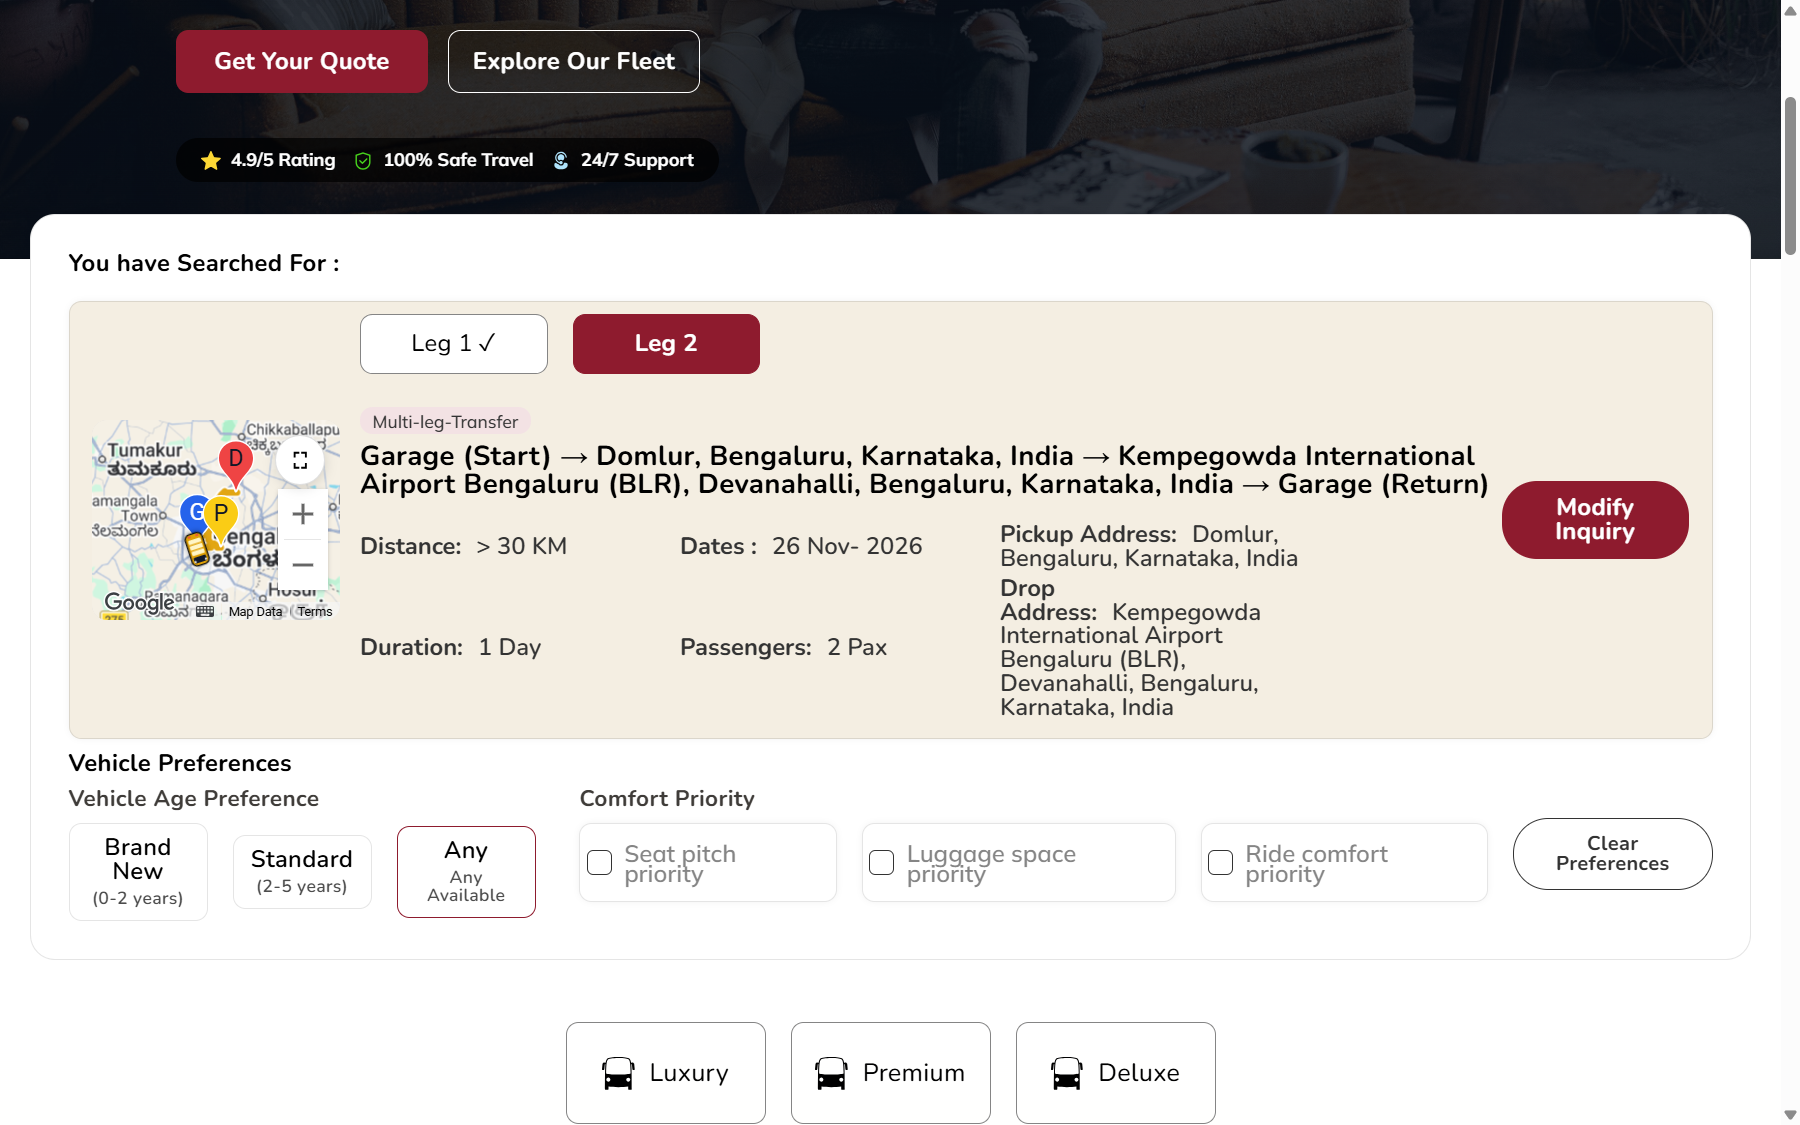 Get Your Quote
Explore Our Fleet
4.9/5 Rating
100% Safe Travel
24/7 Support
You have Searched For :
Leg 1 ✓
Leg 2
Multi-leg-Transfer
Garage (Start) → Domlur, Bengaluru, Karnataka, India → Kempegowda International
Airport Bengaluru (BLR), Devanahalli, Bengaluru, Karnataka, India → Garage (Return)
Distance: > 30 KM
Dates : 26 Nov- 2026
Pickup Address: Domlur,
Bengaluru, Karnataka, India
Duration: 1 Day
Passengers: 2 Pax
Drop
Address: Kempegowda
International Airport
Bengaluru (BLR),
Devanahalli, Bengaluru,
Karnataka, India
Modify
Inquiry
Chikkaballapu
Tumakur
ತುಮಕೂರು
D
amangala
Town
ನೆಲಮಂಗಲ
G
P
Google
Map Data
Terms
Vehicle Preferences
Vehicle Age Preference
Brand
New
(0-2 years)
Standard
(2-5 years)
Any
Any
Available
Comfort Priority
Seat pitch
priority
Luggage space
priority
Ride comfort
priority
Clear
Preferences
Luxury
Premium
Deluxe